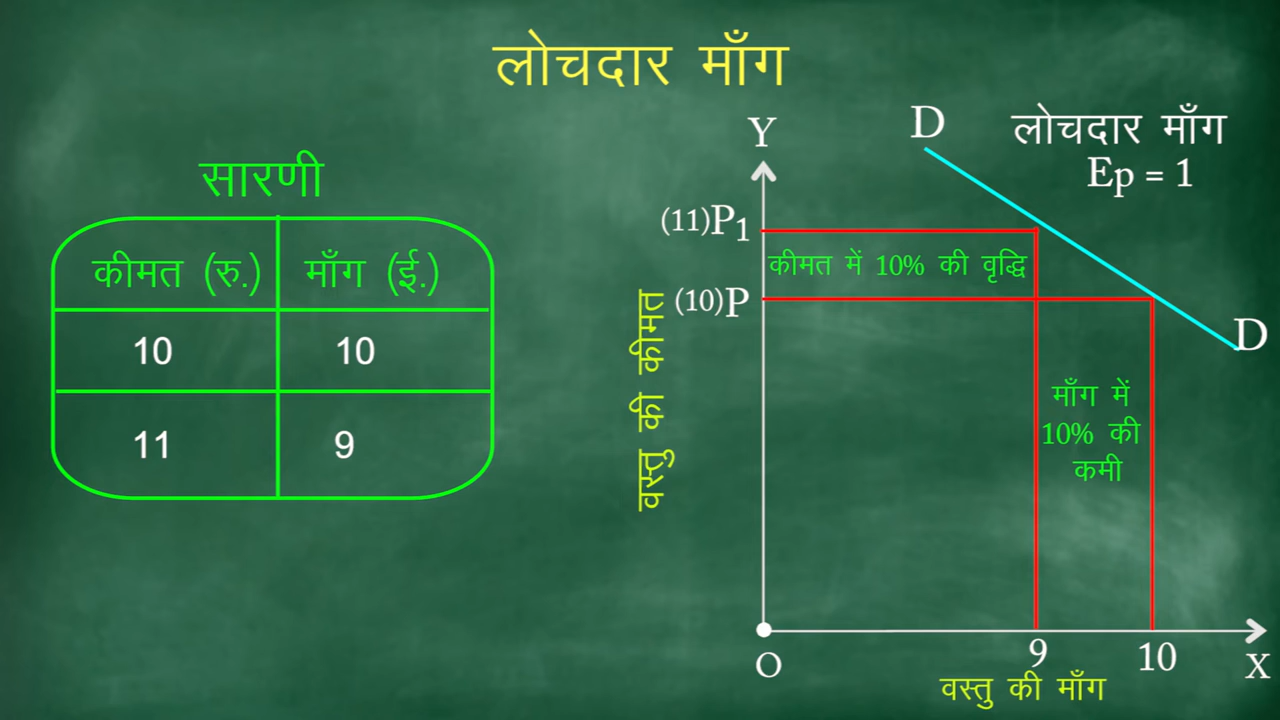 लोचदार माँग
सारणी
कीमत (रु.) माँग (ई.)
10 10
11 9
Y
D
लोचदार माँग
Ep = 1
(11)P1
कीमत में 10% की वृद्धि
(10)P
वस्तु की कीमत
D
माँग में
10% की
कमी
O
9
10
X
वस्तु की माँग